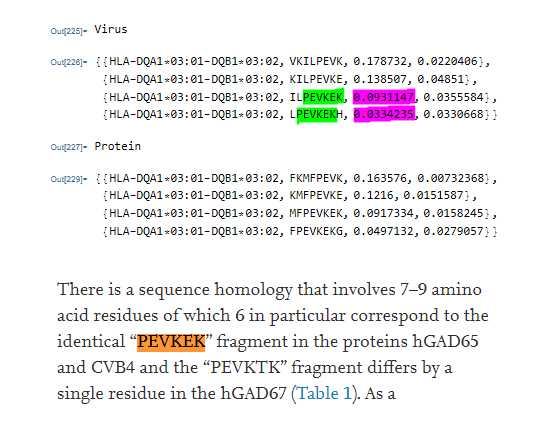 Out[225]= Virus
Out[226]= {{HLA-DQA1*03:01-DQB1*03:02, VKILPEVK, 0.178732, 0.0220406},
{HLA-DQA1*03:01-DQB1*03:02, KILPEVKE, 0.138507, 0.04851},
{HLA-DQA1*03:01-DQB1*03:02, ILPEVKEK, 0.0931147, 0.0355584},
{HLA-DQA1*03:01-DQB1*03:02, LPEVKEKH, 0.0334235, 0.0330668}}
Out[227]= Protein
Out[229]= {{HLA-DQA1*03:01-DQB1*03:02, FKMFPEVK, 0.163576, 0.00732368},
{HLA-DQA1*03:01-DQB1*03:02, KMFPEVKE, 0.1216, 0.0151587},
{HLA-DQA1*03:01-DQB1*03:02, MFPEVKEK, 0.0917334, 0.0158245},
{HLA-DQA1*03:01-DQB1*03:02, FPEVKEKG, 0.0497132, 0.0279057}}
There is a sequence homology that involves 7–9 amino
acid residues of which 6 in particular correspond to the
identical “PEVKEK” fragment in the proteins hGAD65
and CVB4 and the “PEVKTK” fragment differs by a
single residue in the hGAD67 (Table 1). As a